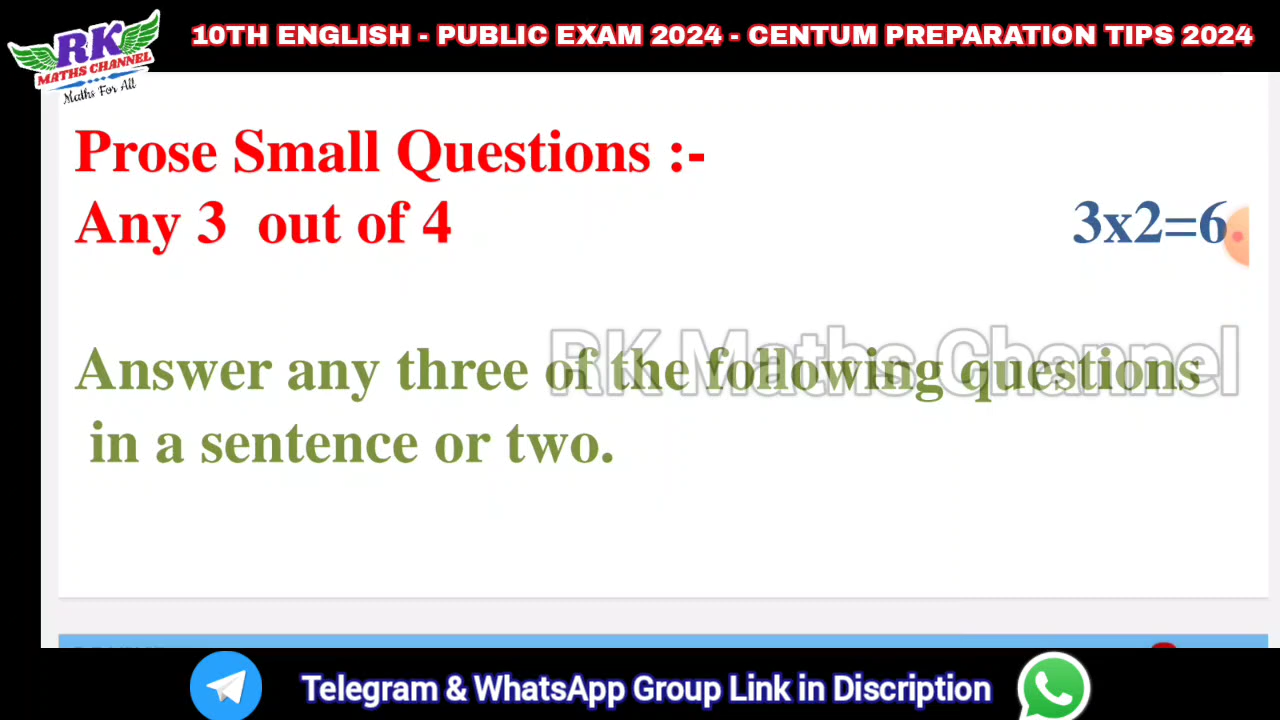 RK
MATHS CHANNEL
Maths For All
10TH ENGLISH - PUBLIC EXAM 2024 - CENTUM PREPARATION TIPS 2024
Prose Small Questions :-
Any 3 out of 4 3x2=6
RK Maths Channel
Answer any three of the following questions
in a sentence or two.
Telegram & WhatsApp Group Link in Discription